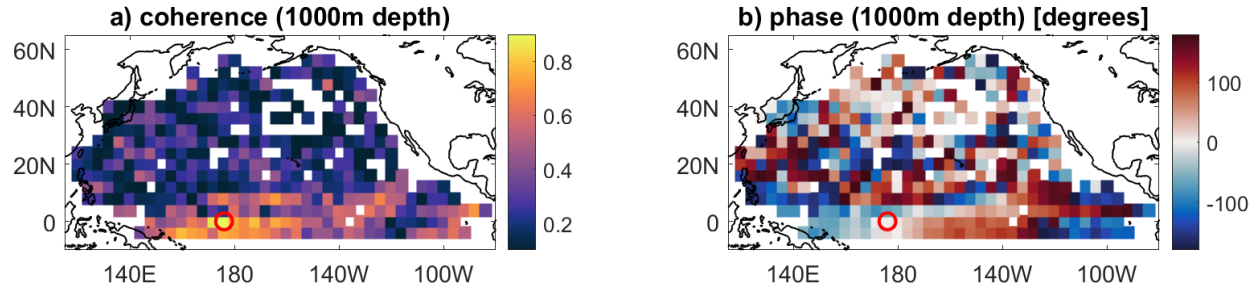 a) coherence (1000m depth)
60N
40N
20N
0
140E
180
140W
100W
0.8
0.6
0.4
0.2
b) phase (1000m depth) [degrees]
60N
40N
20N
0
140E
180
140W
100W
100
0
-100